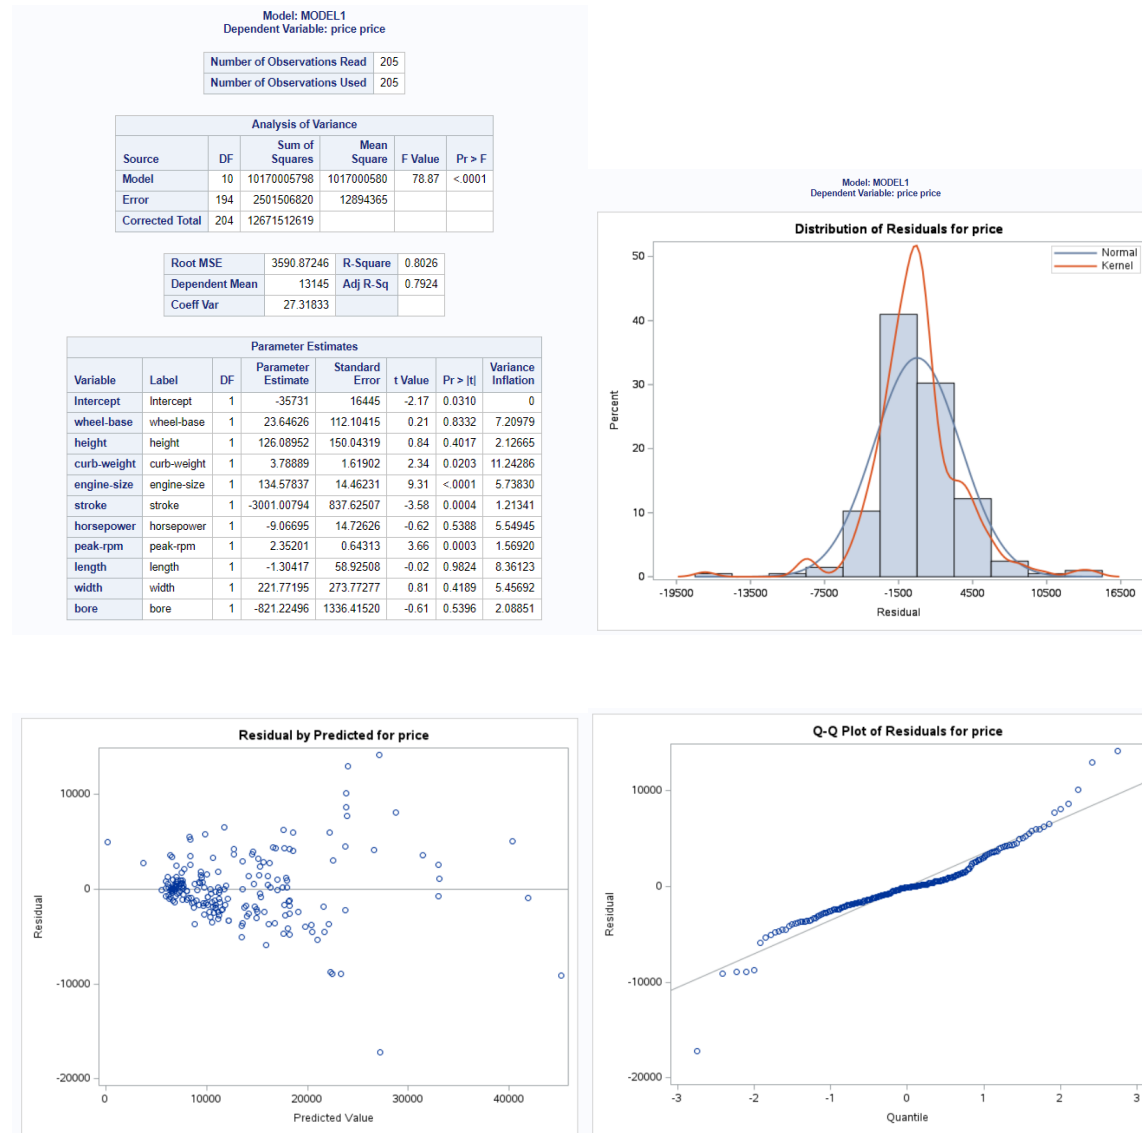 Model: MODEL1
Dependent Variable: price price
Number of Observations Read 205
Number of Observations Used 205
Analysis of Variance
Source DF Sum of Squares Mean Square F Value Pr > F
Model 10 10170005798 1017000580 78.87 <.0001
Error 194 2501506820 12894365
Corrected Total 204 12671512619
Root MSE 3590.87246 R-Square 0.8026
Dependent Mean 13145 Adj R-Sq 0.7924
Coeff Var 27.31833
Parameter Estimates
Variable Label DF Parameter Estimate Standard Error t Value Pr > |t| Variance Inflation
Intercept Intercept 1 -35731 16445 -2.17 0.0310 0
wheel-base wheel-base 1 23.64626 112.10415 0.21 0.8332 7.20979
height height 1 126.08952 150.04319 0.84 0.4017 2.12665
curb-weight curb-weight 1 3.78889 1.61902 2.34 0.0203 11.24286
engine-size engine-size 1 134.57837 14.46231 9.31 <.0001 5.73830
stroke stroke 1 -3001.00794 837.62507 -3.58 0.0004 1.21341
horsepower horsepower 1 -9.06695 14.72626 -0.62 0.5388 5.54945
peak-rpm peak-rpm 1 2.35201 0.64313 3.66 0.0003 1.56920
length length 1 -1.30417 58.92508 -0.02 0.9824 8.36123
width width 1 221.77195 273.77277 0.81 0.4189 5.45692
bore bore 1 -821.22496 1336.41520 -0.61 0.5396 2.08851
Model: MODEL1
Dependent Variable: price price
Distribution of Residuals for price
Normal
Kernel
Percent
50
40
30
20
10
0
-19500 -13500 -7500 -1500 4500 10500 16500
Residual
Residual by Predicted for price
Residual
10000
0
-10000
-20000
0 10000 20000 30000 40000
Predicted Value
Q-Q Plot of Residuals for price
Residual
10000
0
-10000
-20000
-3 -2 -1 0 1 2 3
Quantile